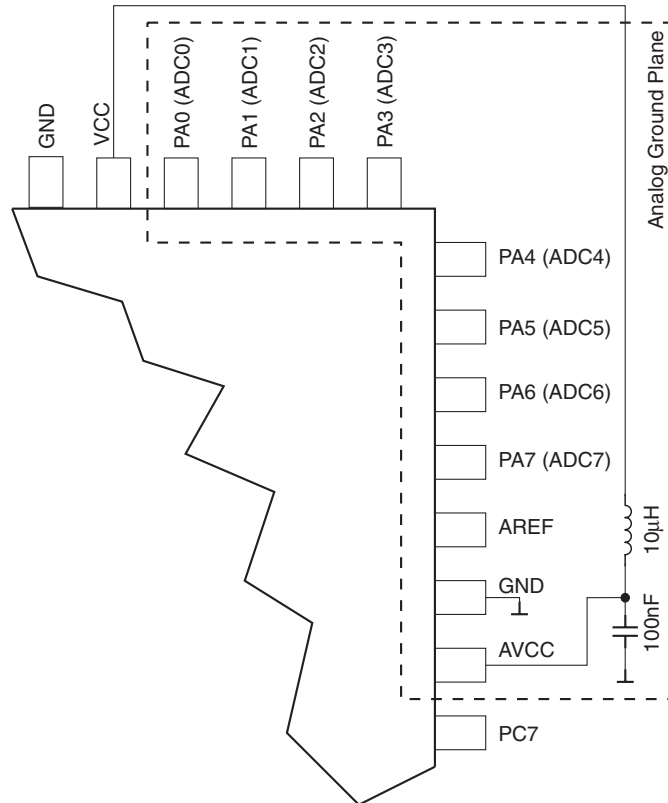 GND
VCC
PA0 (ADC0)
PA1 (ADC1)
PA2 (ADC2)
PA3 (ADC3)
Analog Ground Plane
PA4 (ADC4)
PA5 (ADC5)
PA6 (ADC6)
PA7 (ADC7)
AREF
10μH
GND
AVCC
100nF
PC7